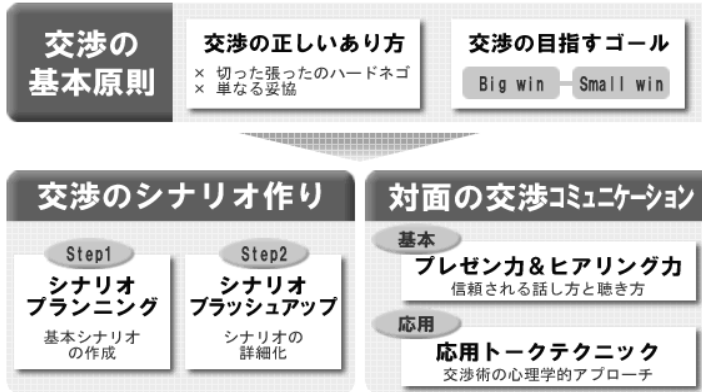 交渉の
基本原則
交渉の正しいあり方
× 切った張ったのハードネゴ
× 単なる妥協
交渉の目指すゴール
Big win
Small win
交渉のシナリオ作り
Step1
シナリオ
プランニング
基本シナリオ
の作成
Step2
シナリオ
ブラッシュアップ
シナリオの
詳細化
対面の交渉コミュニケーション
基本
プレゼン力&ヒアリング力
信頼される話し方と聴き方
応用
応用トークテクニック
交渉術の心理学的アプローチ